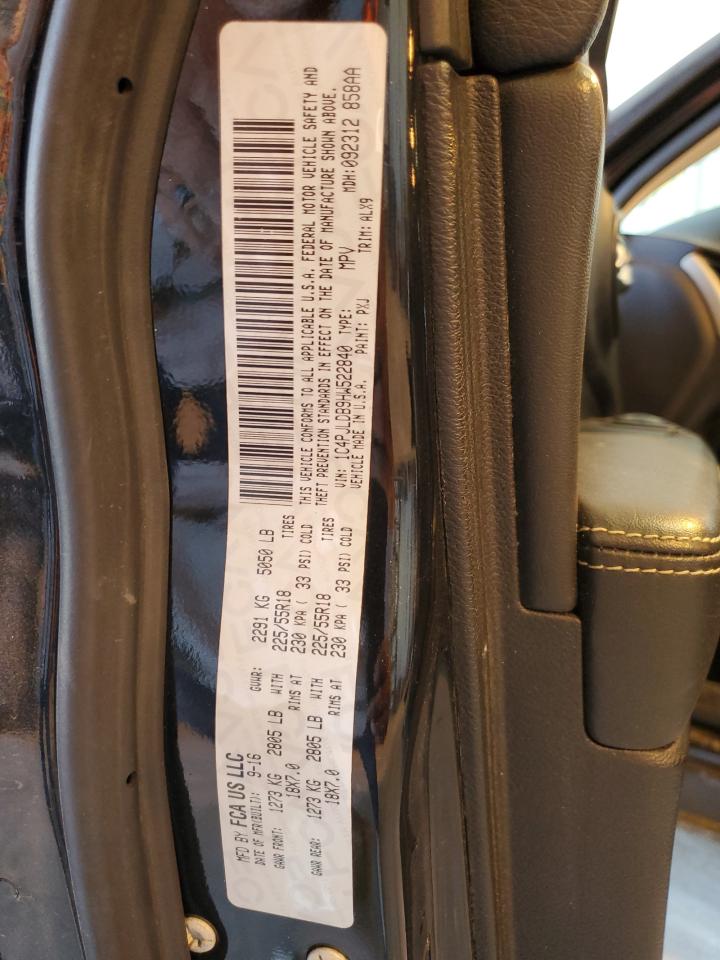 MFD BY FCA US LLC
DATE OF MFR(BUILT): 9-16 GVWR: 2291 KG 5050 LB
GAWR FRONT: 1273 KG 2805 LB WITH 225/55R18 TIRES
18X7.0 RIMS AT 230 KPA ( 33 PSI) COLD
GAWR REAR: 1273 KG 2805 LB WITH 225/55R18 TIRES
18X7.0 RIMS AT 230 KPA ( 33 PSI) COLD
THIS VEHICLE CONFORMS TO ALL APPLICABLE U.S.A. FEDERAL MOTOR VEHICLE SAFETY AND
THEFT PREVENTION STANDARDS IN EFFECT ON THE DATE OF MANUFACTURE SHOWN ABOVE.
VIN: 1C4PJLDB9HW522840 TYPE: MPV MDH:092312 858AA
VEHICLE MADE IN U.S.A. PAINT: PXJ TRIM: ALX9